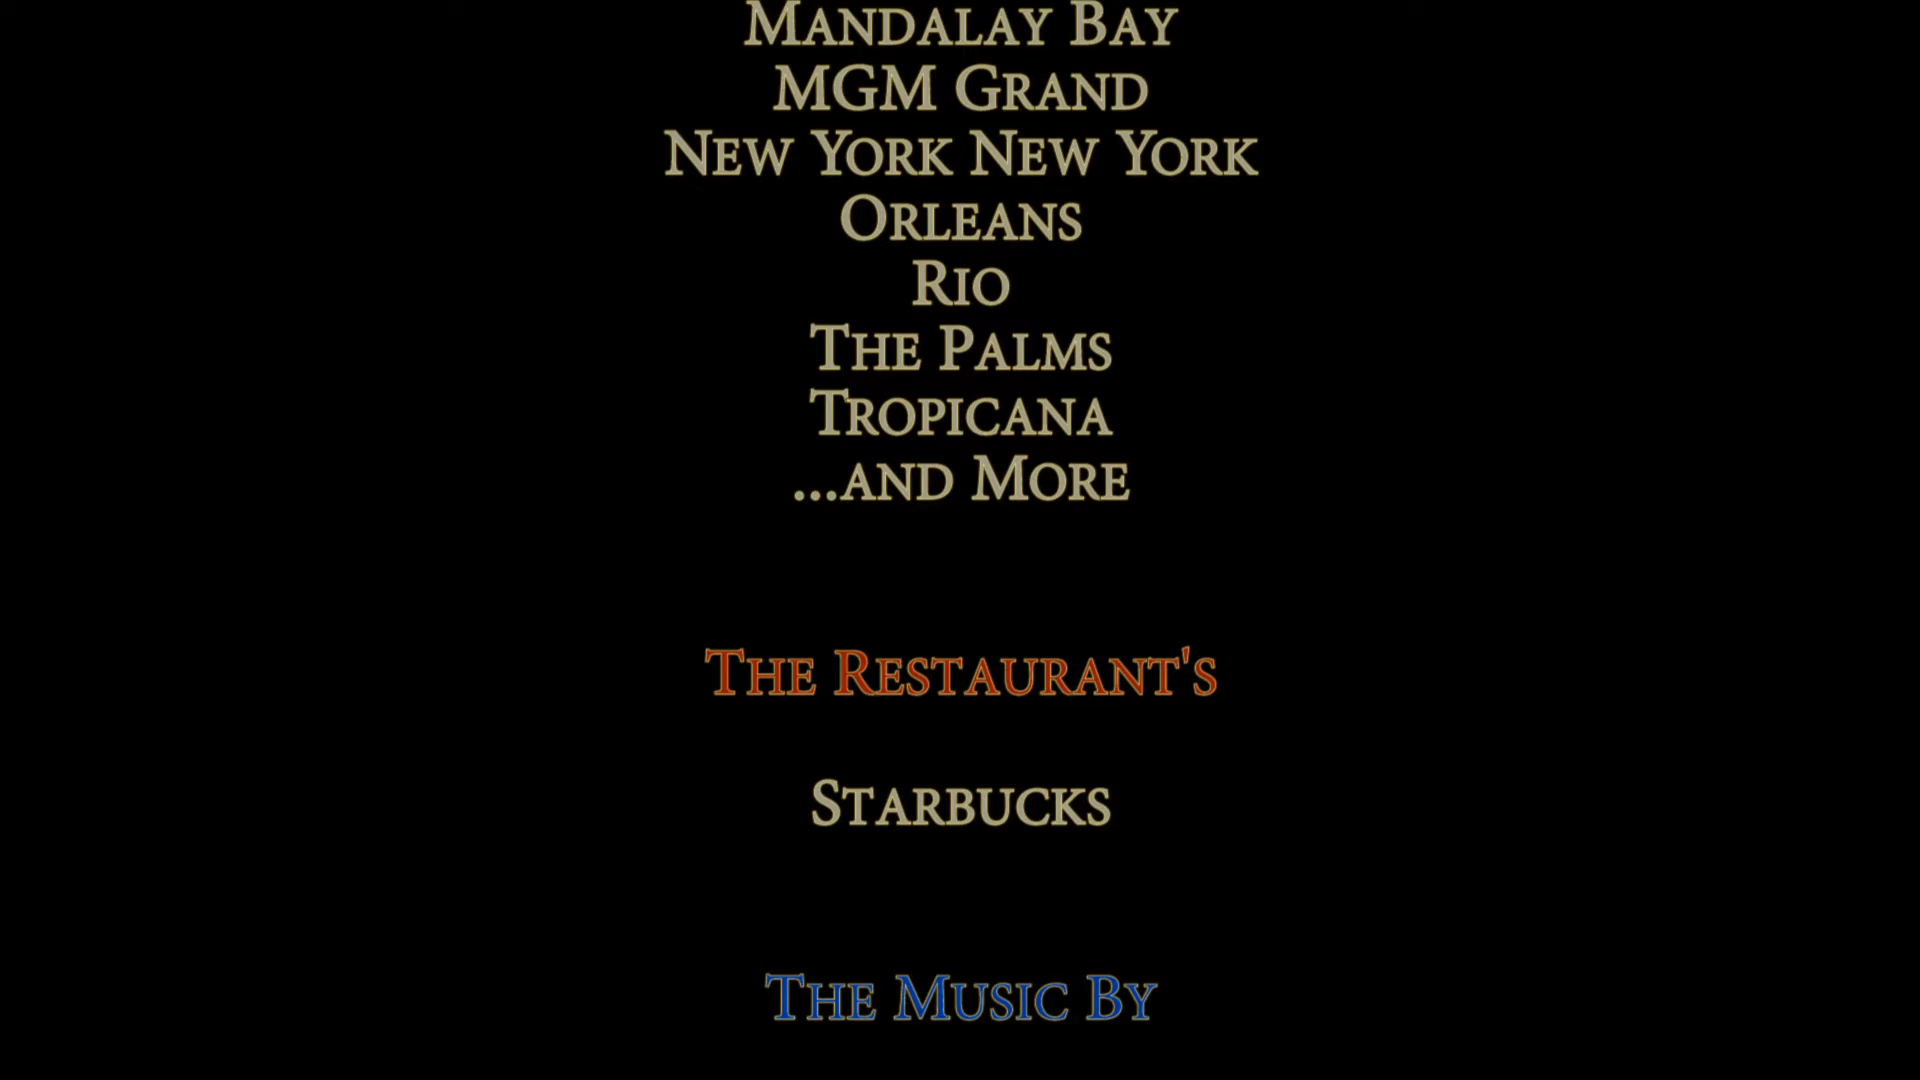 Mandalay Bay
MGM Grand
New York New York
Orleans
Rio
The Palms
Tropicana
...and More
The Restaurant's
Starbucks
The Music By